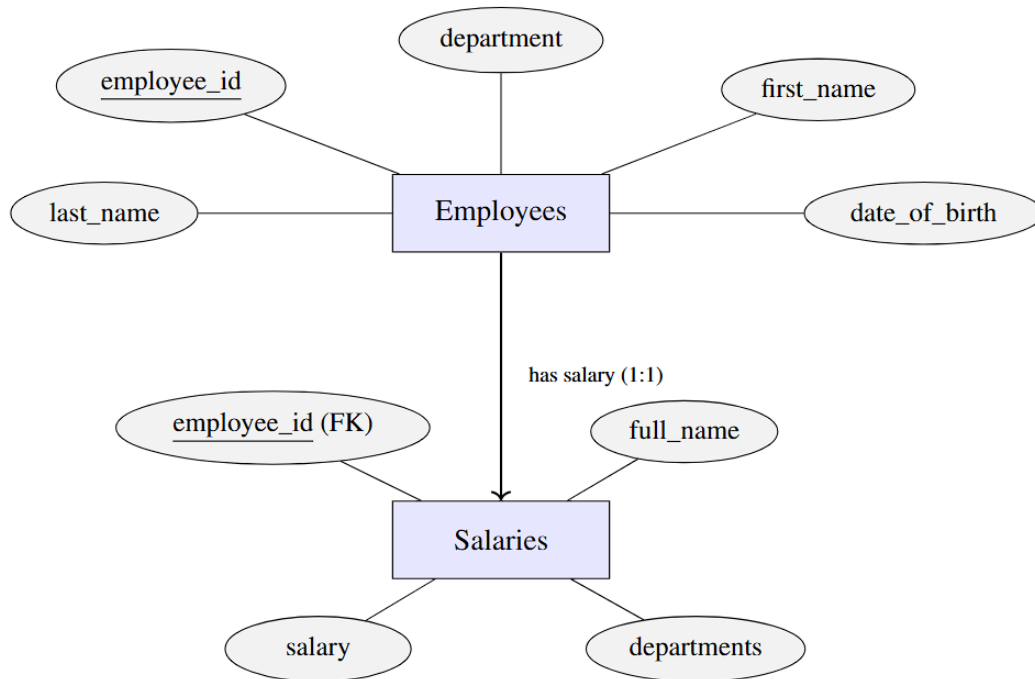 department
employee_id
first_name
last_name
Employees
date_of_birth
has salary (1:1)
employee_id (FK)
full_name
Salaries
salary
departments